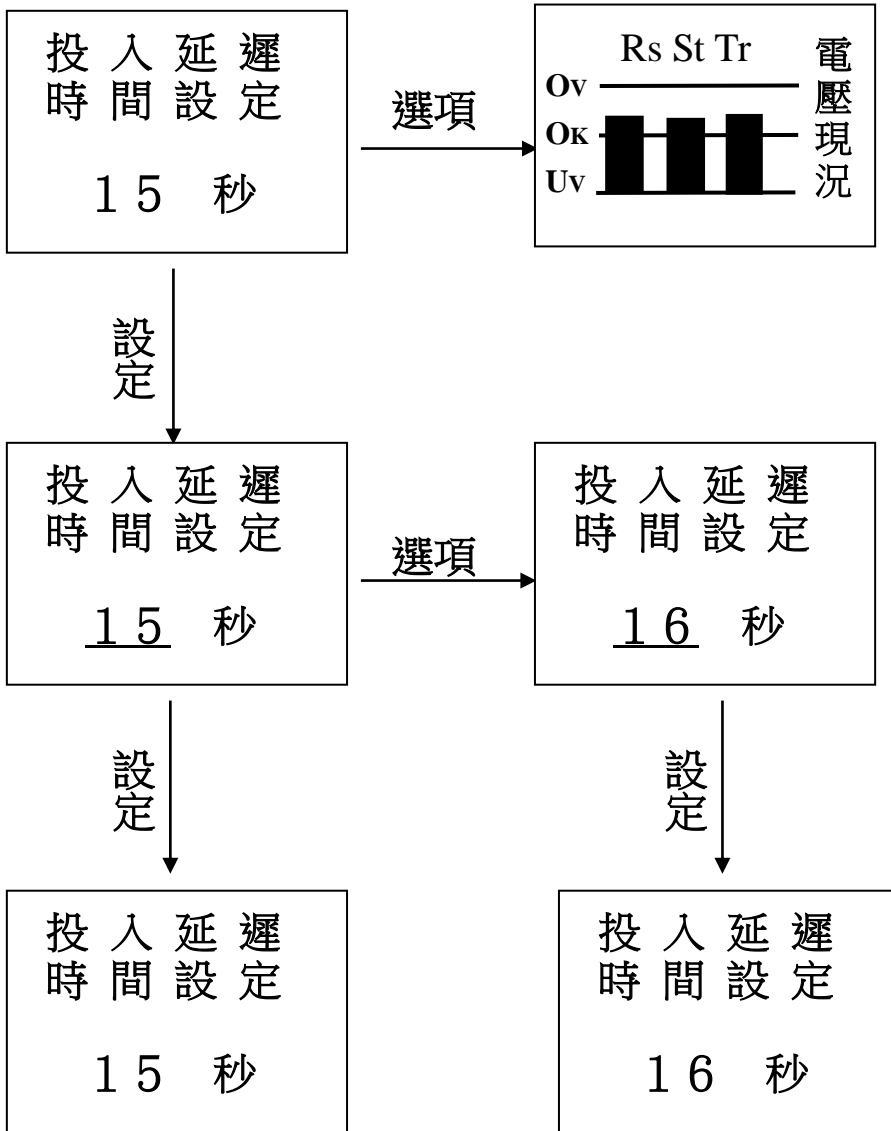 投入延遲
時間設定
１５ 秒
選項
Rs St Tr
OV
OK
UV
電壓現況
設定
投入延遲
時間設定
１５ 秒
選項
投入延遲
時間設定
１６ 秒
設定
設定
投入延遲
時間設定
１５ 秒
投入延遲
時間設定
１６ 秒